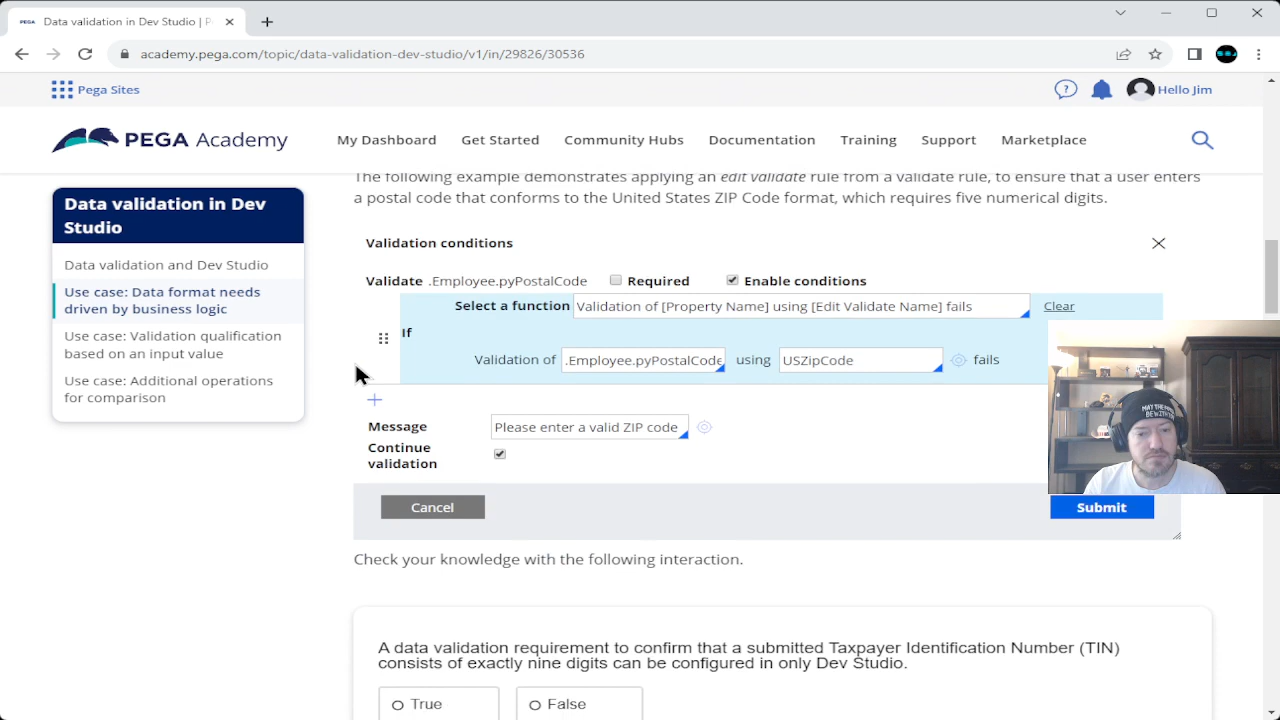 PEGA Data validation in Dev Studio | P
academy.pega.com/topic/data-validation-dev-studio/v1/in/29826/30536
Pega Sites
? Hello Jim
PEGA Academy
My Dashboard Get Started Community Hubs Documentation Training Support Marketplace
Data validation in Dev
Studio
Data validation and Dev Studio
Use case: Data format needs
driven by business logic
Use case: Validation qualification
based on an input value
Use case: Additional operations
for comparison
The following example demonstrates applying an edit validate rule from a validate rule, to ensure that a user enters
a postal code that conforms to the United States ZIP Code format, which requires five numerical digits.
Validation conditions
Validate .Employee.pyPostalCode Required Enable conditions
Select a function Validation of [Property Name] using [Edit Validate Name] fails Clear
If
Validation of .Employee.pyPostalCode using USZipCode fails
Message Please enter a valid ZIP code
Continue
validation
Cancel Submit
Check your knowledge with the following interaction.
A data validation requirement to confirm that a submitted Taxpayer Identification Number (TIN)
consists of exactly nine digits can be configured in only Dev Studio.
True False
MAY THE
BE WITH